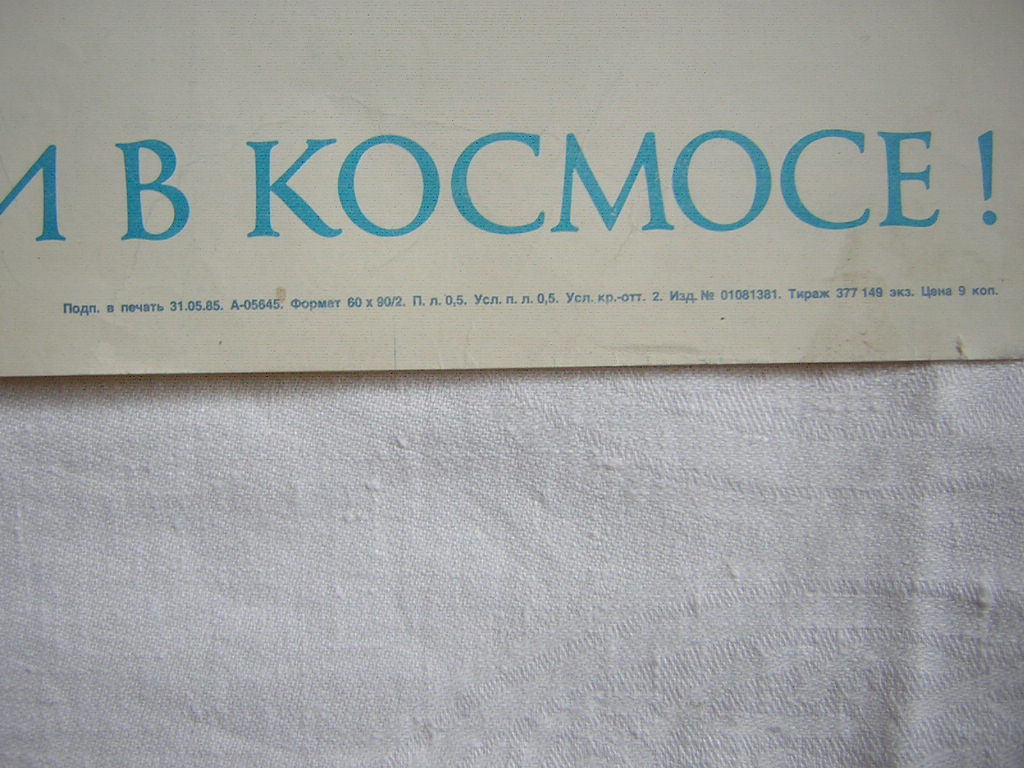 И В КОСМОСЕ!
Подп. в печать 31.05.85. А-05645. Формат 60 х 90/2. П. л. 0,5. Усл. п. л. 0,5. Усл. кр.-отт. 2. Изд. № 01081381. Тираж 377 149 экз. Цена 9 коп.